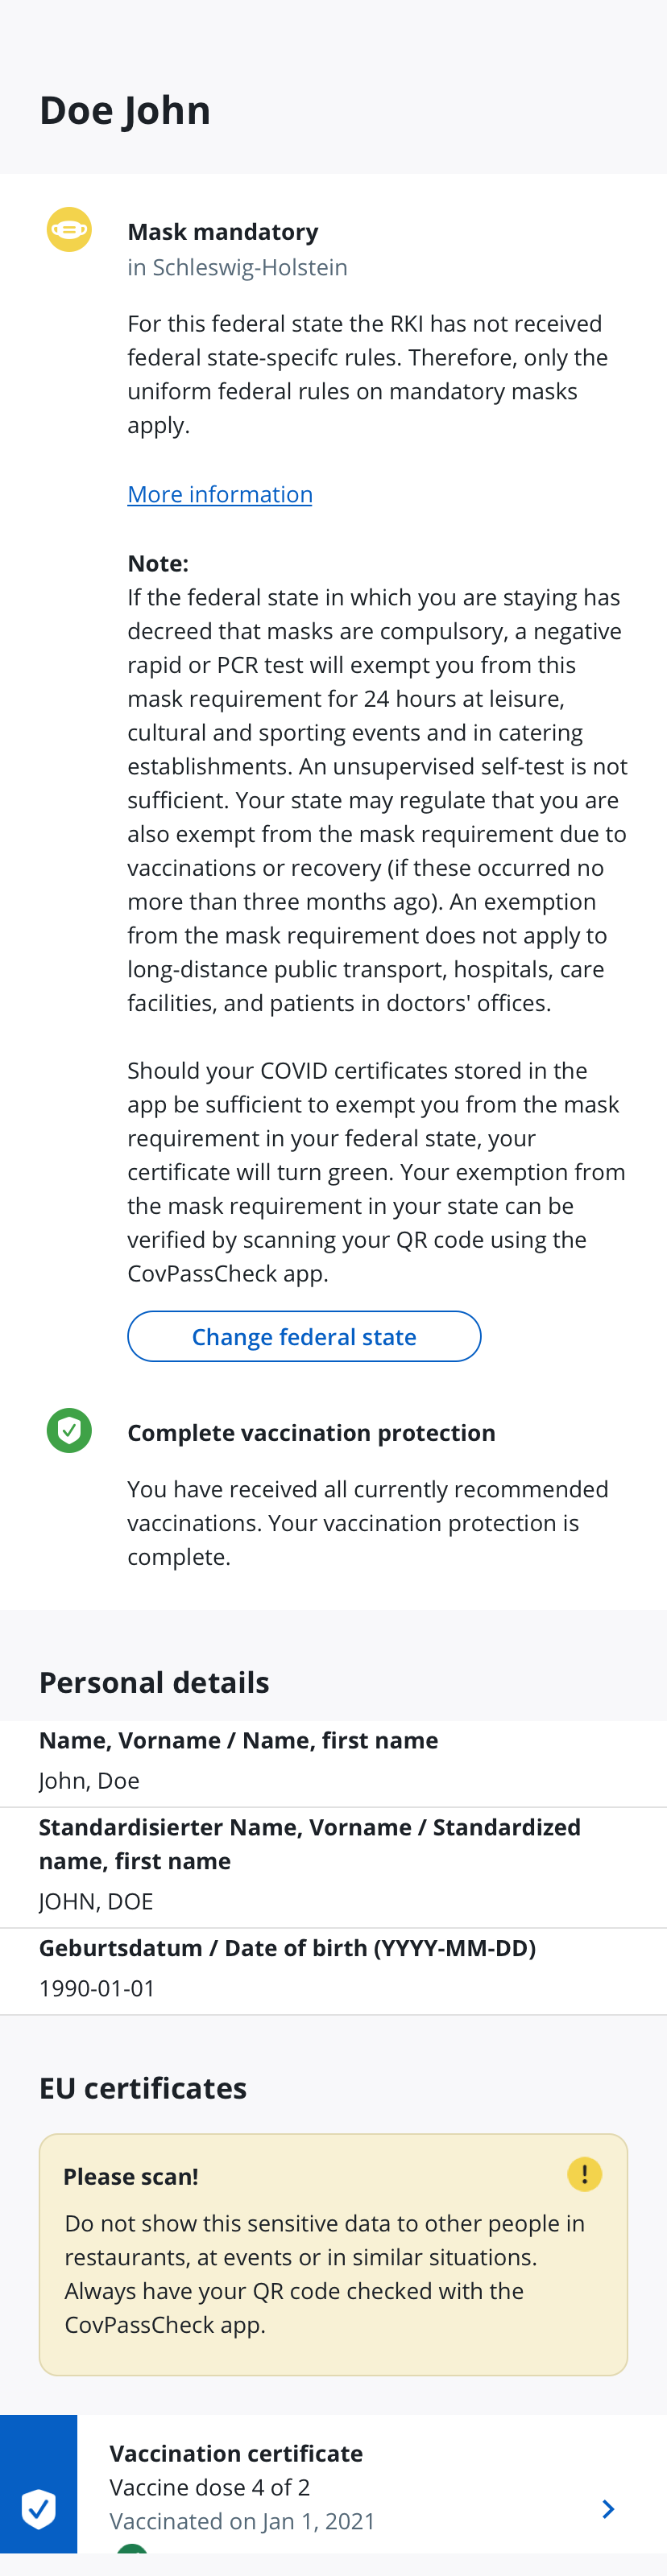 Doe John
Mask mandatory
in Schleswig-Holstein
For this federal state the RKI has not received
federal state-specifc rules. Therefore, only the
uniform federal rules on mandatory masks
apply.
More information
Note:
If the federal state in which you are staying has
decreed that masks are compulsory, a negative
rapid or PCR test will exempt you from this
mask requirement for 24 hours at leisure,
cultural and sporting events and in catering
establishments. An unsupervised self-test is not
sufficient. Your state may regulate that you are
also exempt from the mask requirement due to
vaccinations or recovery (if these occurred no
more than three months ago). An exemption
from the mask requirement does not apply to
long-distance public transport, hospitals, care
facilities, and patients in doctors' offices.
Should your COVID certificates stored in the
app be sufficient to exempt you from the mask
requirement in your federal state, your
certificate will turn green. Your exemption from
the mask requirement in your state can be
verified by scanning your QR code using the
CovPassCheck app.
Change federal state
Complete vaccination protection
You have received all currently recommended
vaccinations. Your vaccination protection is
complete.
Personal details
Name, Vorname / Name, first name
John, Doe
Standardisierter Name, Vorname / Standardized
name, first name
JOHN, DOE
Geburtsdatum / Date of birth (YYYY-MM-DD)
1990-01-01
EU certificates
Please scan!
Do not show this sensitive data to other people in
restaurants, at events or in similar situations.
Always have your QR code checked with the
CovPassCheck app.
Vaccination certificate
Vaccine dose 4 of 2
Vaccinated on Jan 1, 2021